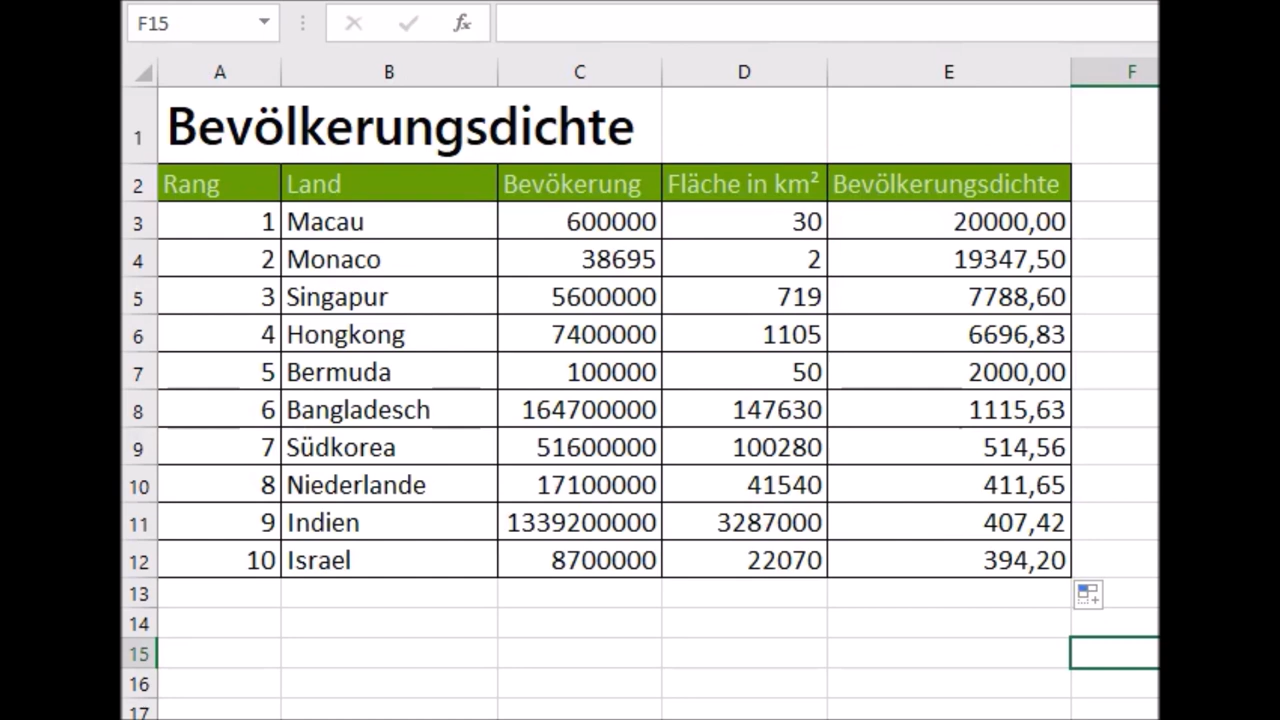 F15 fx
A B C D E F
1 Bevölkerungsdichte
2 Rang Land Bevökerung Fläche in km² Bevölkerungsdichte
3 1 Macau 600000 30 20000,00
4 2 Monaco 38695 2 19347,50
5 3 Singapur 5600000 719 7788,60
6 4 Hongkong 7400000 1105 6696,83
7 5 Bermuda 100000 50 2000,00
8 6 Bangladesch 164700000 147630 1115,63
9 7 Südkorea 51600000 100280 514,56
10 8 Niederlande 17100000 41540 411,65
11 9 Indien 1339200000 3287000 407,42
12 10 Israel 8700000 22070 394,20
13
14
15
16
17